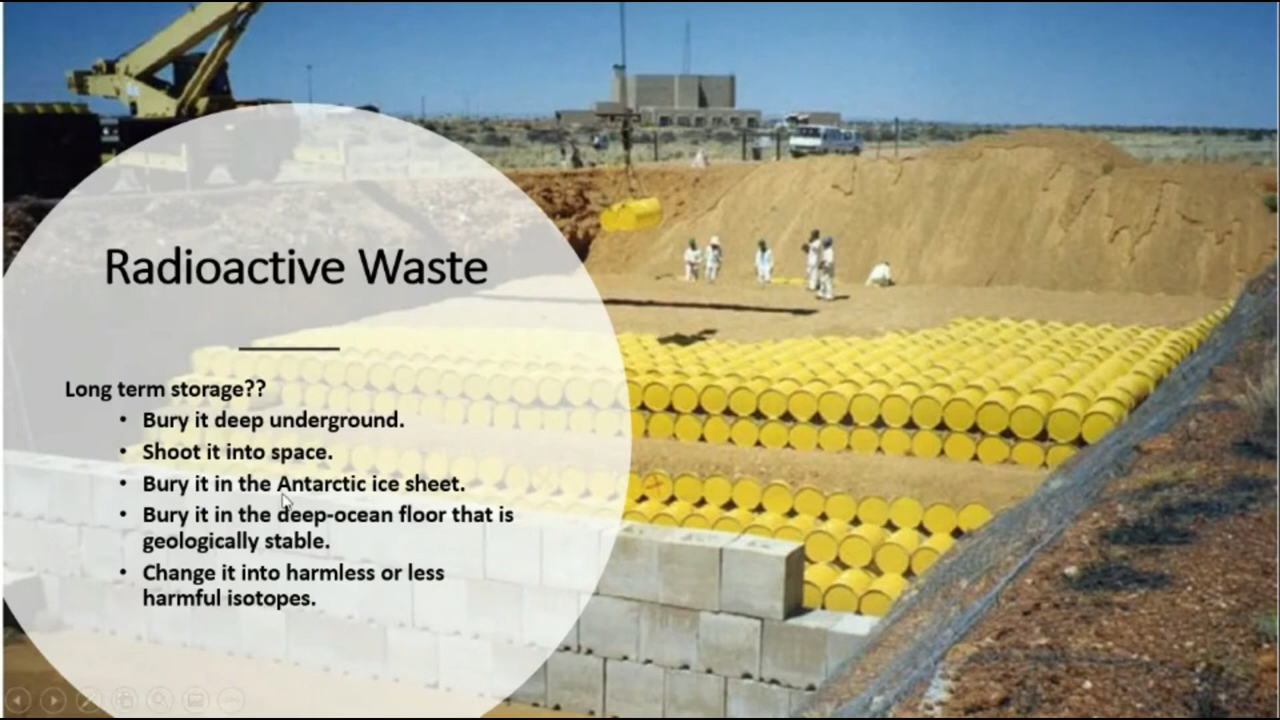 Radioactive Waste
Long term storage??
• Bury it deep underground.
• Shoot it into space.
• Bury it in the Antarctic ice sheet.
• Bury it in the deep-ocean floor that is
geologically stable.
• Change it into harmless or less
harmful isotopes.